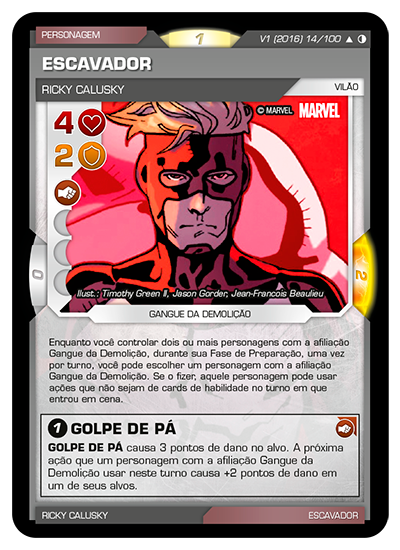 PERSONAGEM
1
V1 (2016) 14/100
ESCAVADOR
RICKY CALUSKY
VILÃO
4
© MARVEL MARVEL
2
0
2
Ilust.: Timothy Green II, Jason Gorder, Jean-Francois Beaulieu
GANGUE DA DEMOLIÇÃO
Enquanto você controlar dois ou mais personagens com a afiliação
Gangue da Demolição, durante sua Fase de Preparação, uma vez
por turno, você pode escolher um personagem com a afiliação
Gangue da Demolição. Se o fizer, aquele personagem pode usar
ações que não sejam de cards de habilidade no turno em que
entrou em cena.
1 GOLPE DE PÁ
GOLPE DE PÁ causa 3 pontos de dano no alvo. A próxima
ação que um personagem com a afiliação Gangue da
Demolição usar neste turno causa +2 pontos de dano em
um de seus alvos.
RICKY CALUSKY
ESCAVADOR